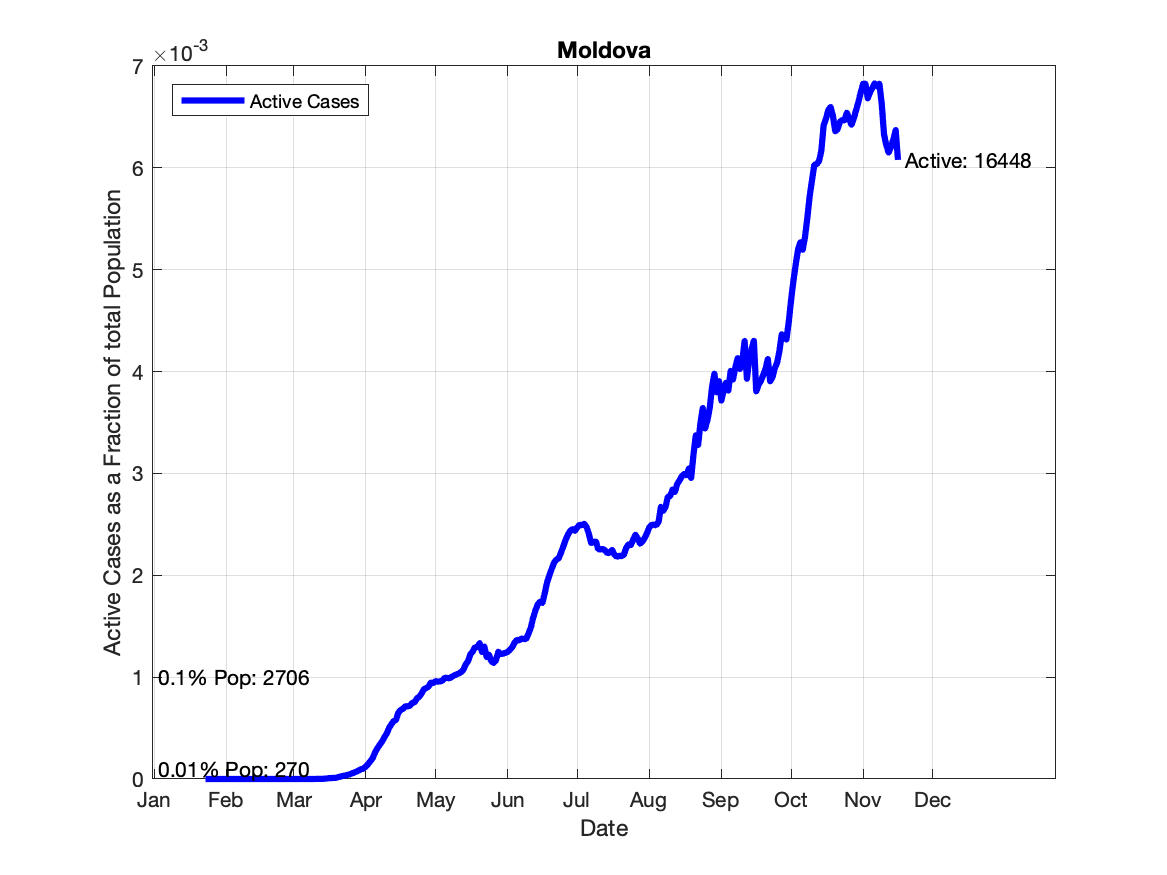 Moldova
×10-3
Active Cases
7
6
5
4
3
2
1
0
Active Cases as a Fraction of total Population
Active: 16448
0.1% Pop: 2706
0.01% Pop: 270
Jan Feb Mar Apr May Jun Jul Aug Sep Oct Nov Dec
Date